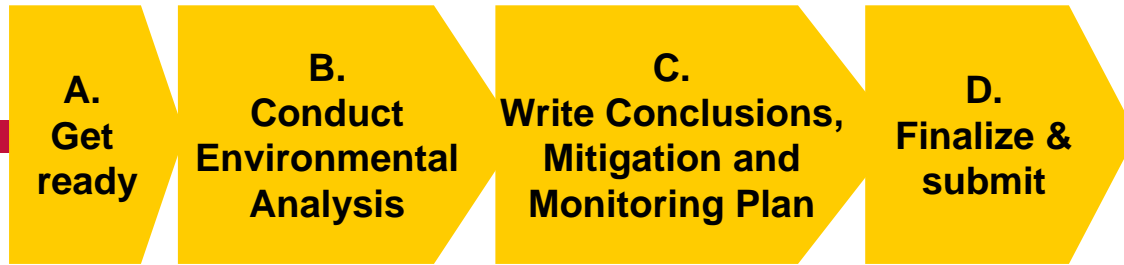 A.
Get
ready
B.
Conduct
Environmental
Analysis
C.
Write Conclusions,
Mitigation and
Monitoring Plan
D.
Finalize &
submit